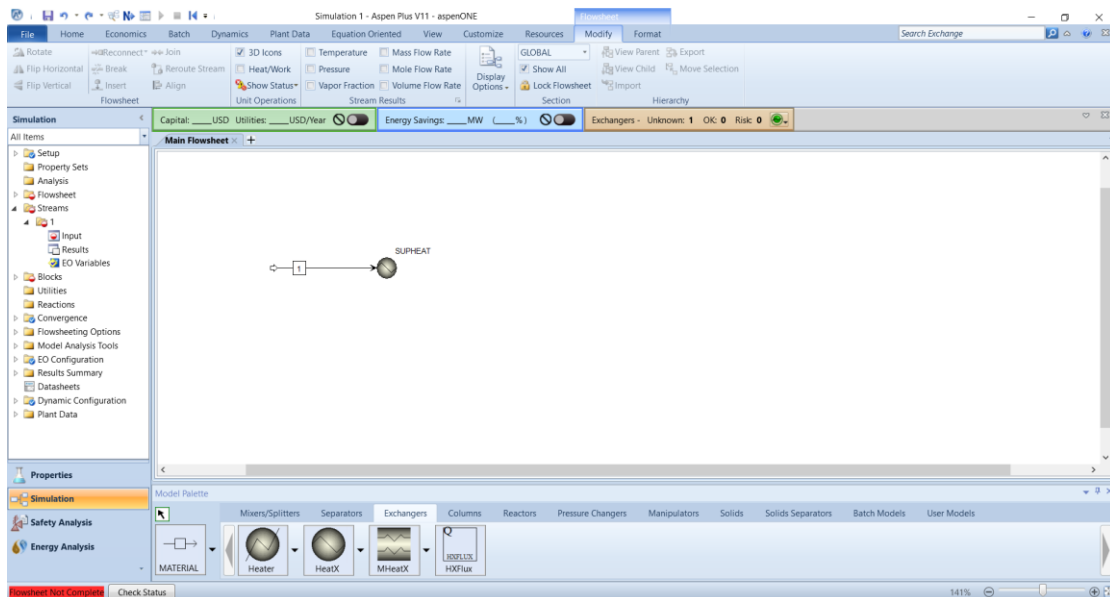 Simulation 1 - Aspen Plus V11 - aspenONE
Flowsheet
File Home Economics Batch Dynamics Plant Data Equation Oriented View Customize Resources Modify Format Search Exchange
Rotate Reconnect Join 3D Icons Temperature Mass Flow Rate GLOBAL View Parent Export
Flip Horizontal Break Reroute Stream Heat/Work Pressure Mole Flow Rate Display Options Show All View Child Move Selection
Flip Vertical Insert Align Show Status Vapor Fraction Volume Flow Rate Lock Flowsheet Import
Flowsheet Unit Operations Stream Results Section Hierarchy
Simulation
Capital: ____USD Utilities: ____USD/Year Energy Savings: ____MW (____%) Exchangers - Unknown: 1 OK: 0 Risk: 0
All Items
Main Flowsheet × +
Setup
Property Sets
Analysis
Flowsheet
Streams
1
Input
Results
EO Variables
Blocks
Utilities
Reactions
Convergence
Flowsheeting Options
Model Analysis Tools
EO Configuration
Results Summary
Datasheets
Dynamic Configuration
Plant Data
SUPHEAT
1
Properties
Simulation
Safety Analysis
Energy Analysis
Model Palette
Mixers/Splitters Separators Exchangers Columns Reactors Pressure Changers Manipulators Solids Solids Separators Batch Models User Models
Q
HXFLUX
MATERIAL Heater HeatX MHeatX HXFlux
Flowsheet Not Complete Check Status 141%